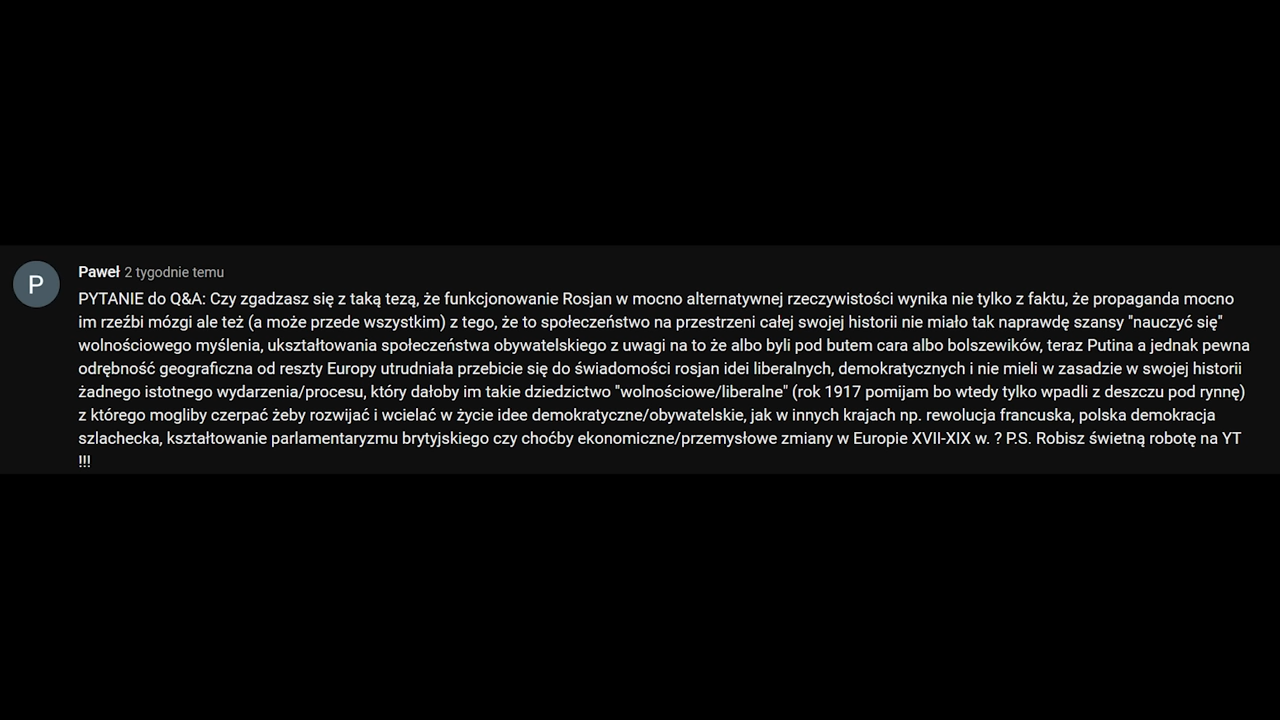 P
Paweł 2 tygodnie temu
PYTANIE do Q&A: Czy zgadzasz się z taką tezą, że funkcjonowanie Rosjan w mocno alternatywnej rzeczywistości wynika nie tylko z faktu, że propaganda mocno
im rzeźbi mózgi ale też (a może przede wszystkim) z tego, że to społeczeństwo na przestrzeni całej swojej historii nie miało tak naprawdę szansy "nauczyć się"
wolnościowego myślenia, ukształtowania społeczeństwa obywatelskiego z uwagi na to że albo byli pod butem cara albo bolszewików, teraz Putina a jednak pewna
odrębność geograficzna od reszty Europy utrudniała przebicie się do świadomości rosjan idei liberalnych, demokratycznych i nie mieli w zasadzie w swojej historii
żadnego istotnego wydarzenia/procesu, który dałoby im takie dziedzictwo "wolnościowe/liberalne" (rok 1917 pomijam bo wtedy tylko wpadli z deszczu pod rynnę)
z którego mogliby czerpać żeby rozwijać i wcielać w życie idee demokratyczne/obywatelskie, jak w innych krajach np. rewolucja francuska, polska demokracja
szlachecka, kształtowanie parlamentaryzmu brytyjskiego czy choćby ekonomiczne/przemysłowe zmiany w Europie XVII-XIX w. ? P.S. Robisz świetną robotę na YT
!!!